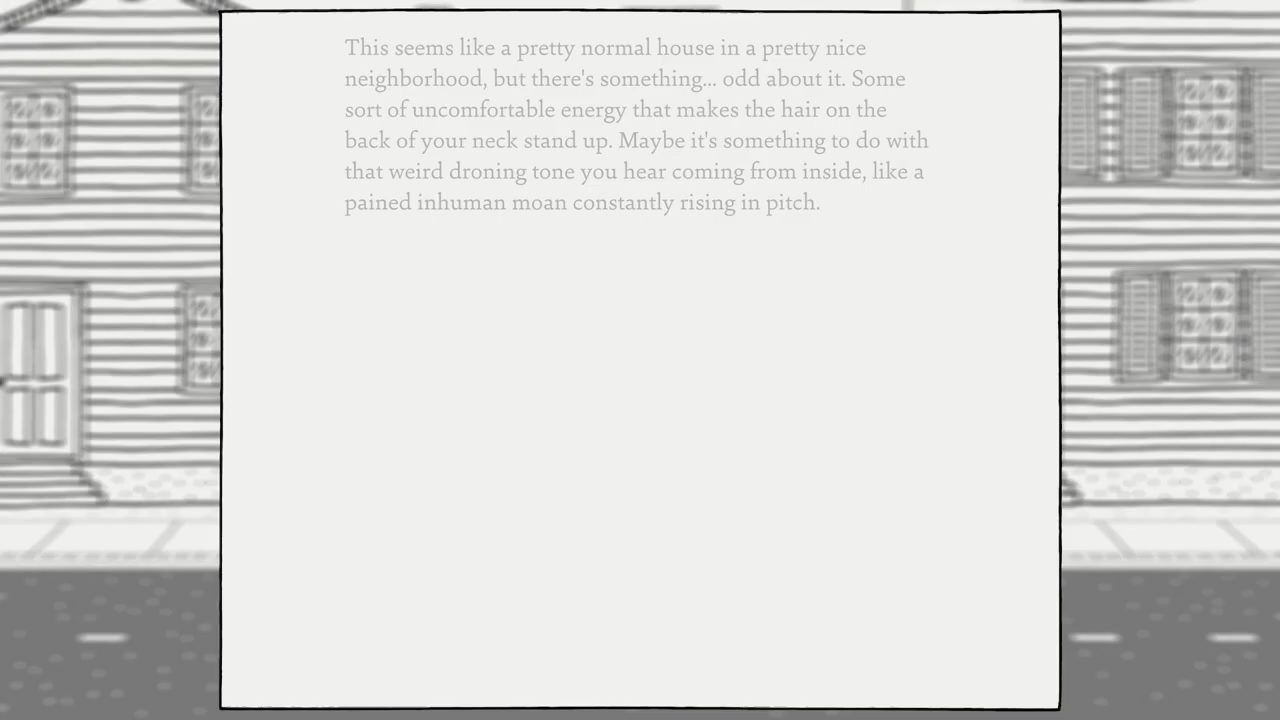 This seems like a pretty normal house in a pretty nice
neighborhood, but there's something... odd about it. Some
sort of uncomfortable energy that makes the hair on the
back of your neck stand up. Maybe it's something to do with
that weird droning tone you hear coming from inside, like a
pained inhuman moan constantly rising in pitch.